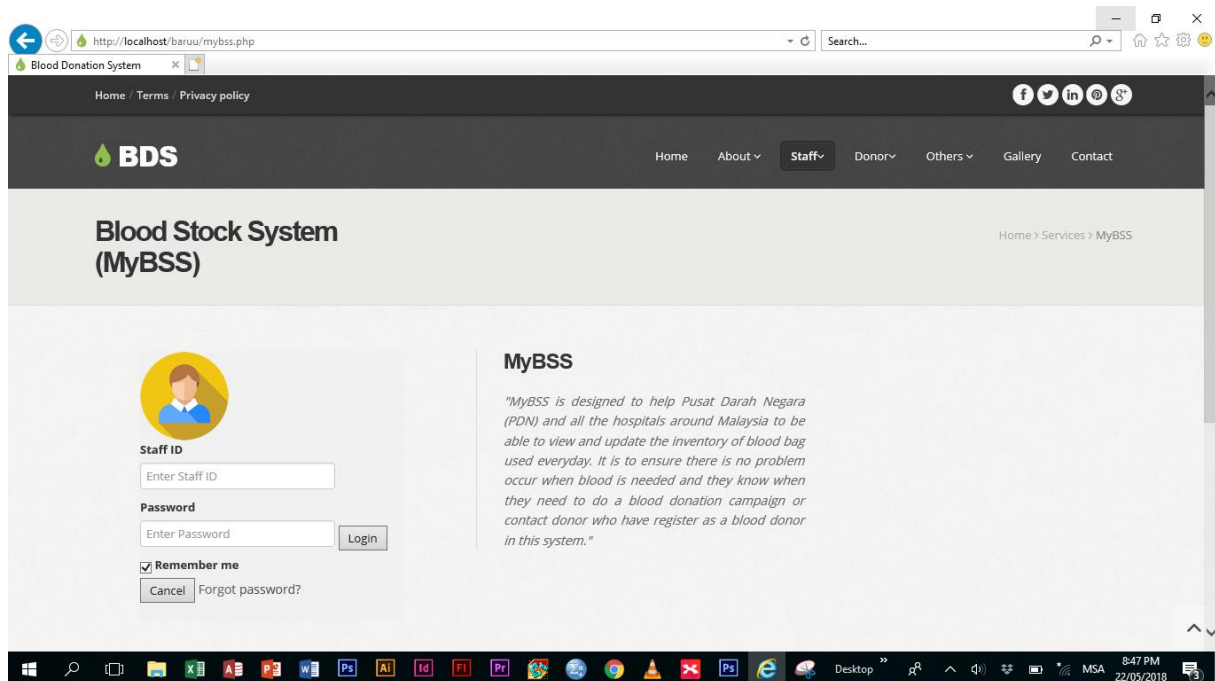 http://localhost/baruu/mybss.php
Search...
Blood Donation System
Home / Terms / Privacy policy
BDS
Home About Staff Donor Others Gallery Contact
Blood Stock System
(MyBSS)
Home > Services > MyBSS
Staff ID
Enter Staff ID
Password
Enter Password
Login
Remember me
Cancel Forgot password?
MyBSS
"MyBSS is designed to help Pusat Darah Negara
(PDN) and all the hospitals around Malaysia to be
able to view and update the inventory of blood bag
used everyday. It is to ensure there is no problem
occur when blood is needed and they know when
they need to do a blood donation campaign or
contact donor who have register as a blood donor
in this system."
Ps Ai Id Fl Pr Ps Desktop » MSA 8:47 PM
22/05/2018